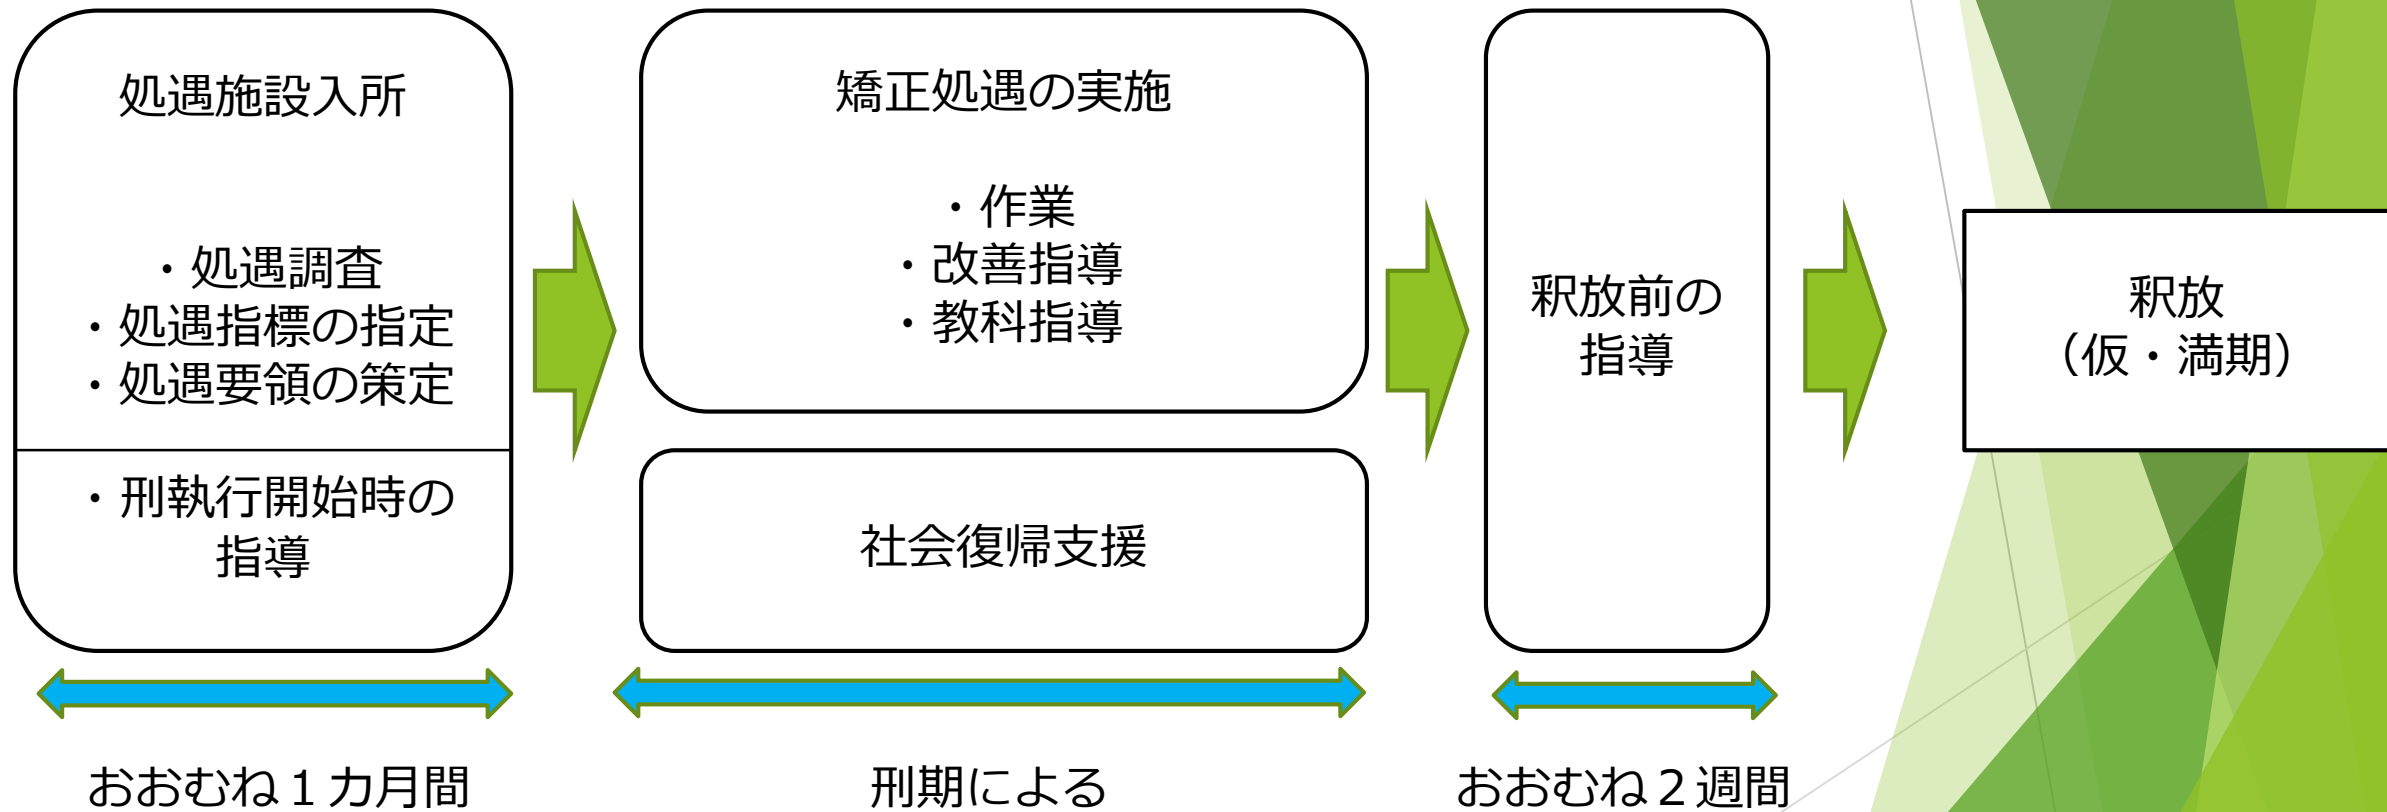 処遇施設入所
・処遇調査
・処遇指標の指定
・処遇要領の策定
・刑執行開始時の
指導
矯正処遇の実施
・作業
・改善指導
・教科指導
社会復帰支援
釈放前の
指導
釈放
（仮・満期）
おおむね１カ月間
刑期による
おおむね２週間